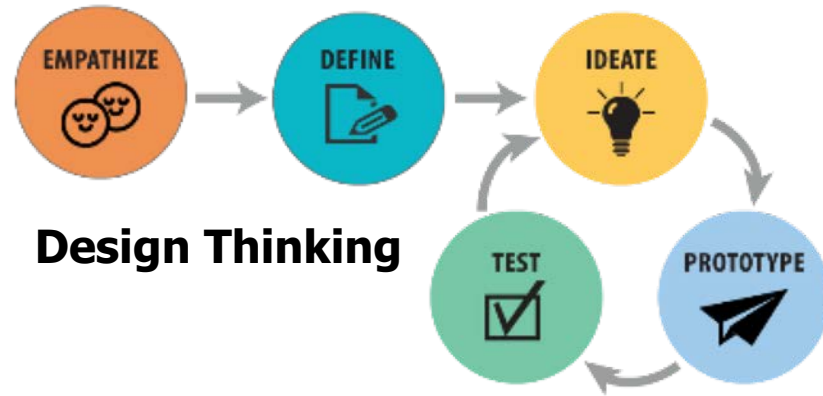 EMPATHIZE
DEFINE
IDEATE
Design Thinking
TEST
PROTOTYPE